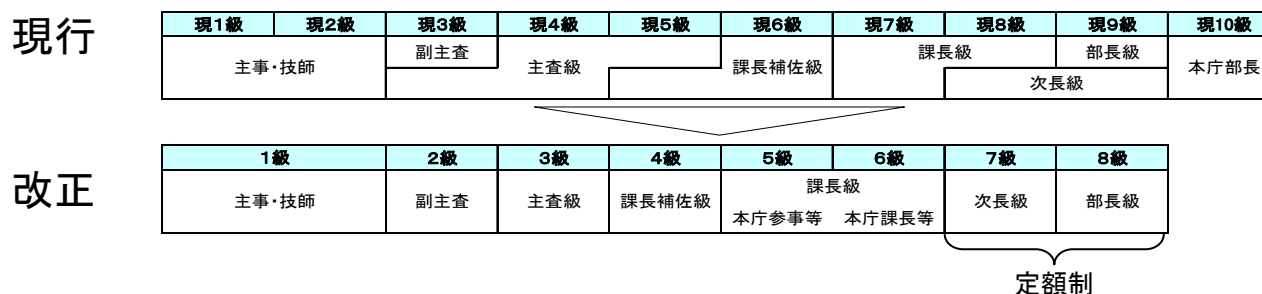 現行
現1級 現2級 現3級 現4級 現5級 現6級 現7級 現8級 現9級 現10級
主事・技師 副主査 主査級 課長補佐級 課長級 部長級 本庁部長
次長級
改正
1級 2級 3級 4級 5級 6級 7級 8級
主事・技師 副主査 主査級 課長補佐級 課長級 次長級 部長級
本庁参事等 本庁課長等
定額制